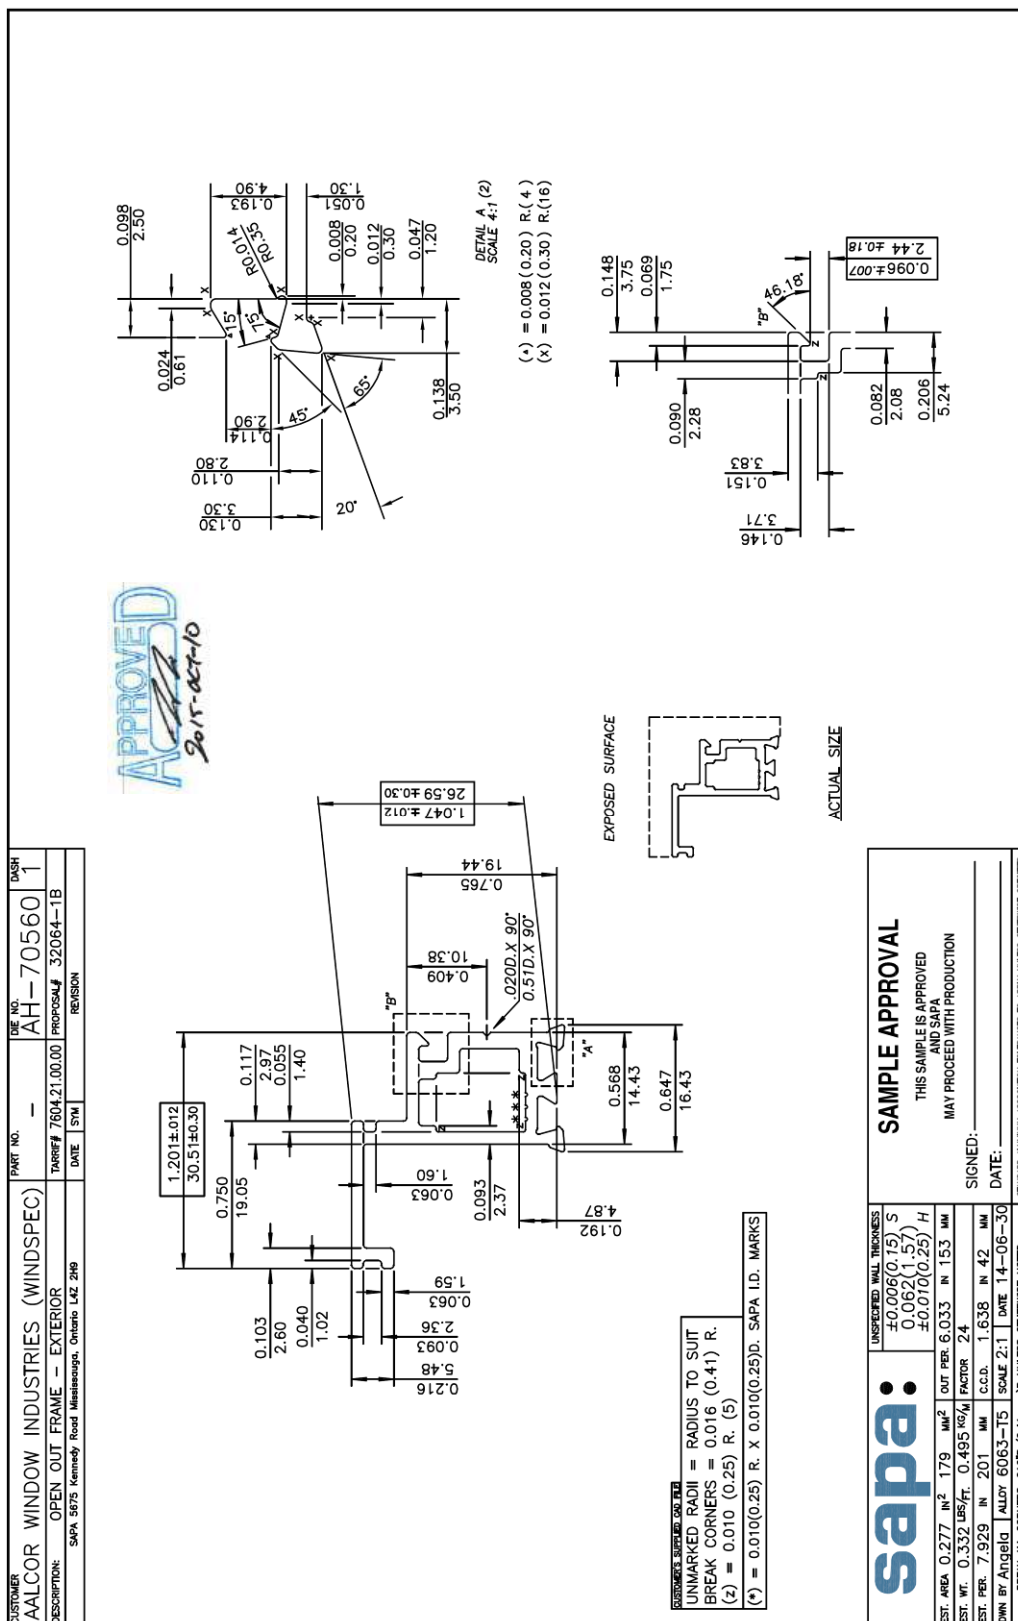 CUSTOMER
AALCOR WINDOW INDUSTRIES (WINDSPEC)
PART NO.
—
DIE NO.
AH-70560
DASH
1
DESCRIPTION:
OPEN OUT FRAME — EXTERIOR
TARRIF# 7604.21.00.00
PROPOSAL# 32064-1B
SAPA 5675 Kennedy Road Mississauga, Ontario L4Z 2H9
DATE
SYM
REVISION
APPROVED
2015-OCT-10
1.201±.012
30.51±0.30
0.750
19.05
0.117
2.97
0.055
1.40
0.103
2.60
0.040
1.02
0.063
1.60
0.063
1.59
0.093
2.36
0.216
5.48
0.093
2.37
0.192
4.87
"B"
"A"
z
z
z
***
0.409
10.38
0.765
19.44
1.047±.012
26.59±0.30
.020D.X 90°
0.51D.X 90°
0.568
14.43
0.647
16.43
0.098
2.50
0.024
0.61
0.193
4.90
0.051
1.30
R0.014
R0.35
0.008
0.20
0.012
0.30
0.047
1.20
15°
75°
45°
65°
20°
0.138
3.50
0.114
2.90
0.110
2.80
0.130
3.30
DETAIL A (2)
SCALE 4:1
(▴) = 0.008 (0.20) R.( 4 )
(x) = 0.012 (0.30) R.(16)
0.148
3.75
0.069
1.75
0.090
2.28
"B"
46.18°
z
z
0.096±.007
2.44 ±0.18
0.082
2.08
0.206
5.24
0.151
3.83
0.146
3.71
EXPOSED SURFACE
ACTUAL SIZE
CUSTOMER'S SUPPLIED CAD FILE
UNMARKED RADII = RADIUS TO SUIT
BREAK CORNERS = 0.016 (0.41) R.
(z) = 0.010 (0.25) R. (5)
(*) = 0.010(0.25) R. X 0.010(0.25)D. SAPA I.D. MARKS
sapa:
UNSPECIFIED WALL THICKNESS
±0.006(0.15) S
0.062(1.57)
±0.010(0.25) H
EST. AREA 0.277 IN² 179 MM²
OUT PER. 6.033 IN 153 MM
EST. WT. 0.332 LBS/FT. 0.495 KG/M
FACTOR 24
EST. PER. 7.929 IN 201 MM
C.C.D. 1.638 IN 42 MM
DWN BY Angela
ALLOY 6063-T5
SCALE 2:1
DATE 14-06-30
SAMPLE APPROVAL
THIS SAMPLE IS APPROVED
AND SAPA
MAY PROCEED WITH PRODUCTION
SIGNED:
DATE: